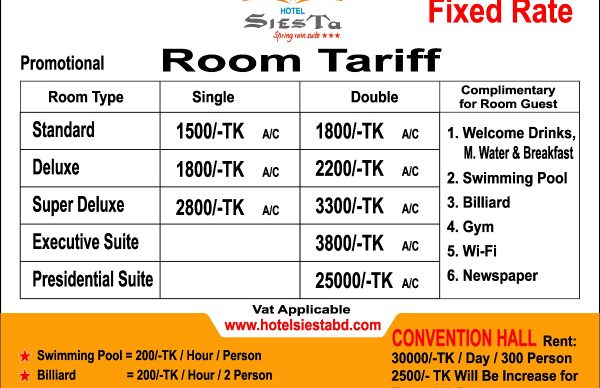 HOTEL
SIESTa
Spring rain suite ★★★
Fixed Rate
Promotional Room Tariff
Room Type Single Double Complimentary for Room Guest
Standard 1500/-TK A/C 1800/-TK A/C
Deluxe 1800/-TK A/C 2200/-TK A/C
Super Deluxe 2800/-TK A/C 3300/-TK A/C
Executive Suite 3800/-TK A/C
Presidential Suite 25000/-TK A/C
1. Welcome Drinks,
M. Water & Breakfast
2. Swimming Pool
3. Billiard
4. Gym
5. Wi-Fi
6. Newspaper
Vat Applicable
www.hotelsiestabd.com
★ Swimming Pool = 200/-TK / Hour / Person
★ Billiard = 200/-TK / Hour / 2 Person
CONVENTION HALL Rent:
30000/-TK / Day / 300 Person
2500/- TK Will Be Increase for